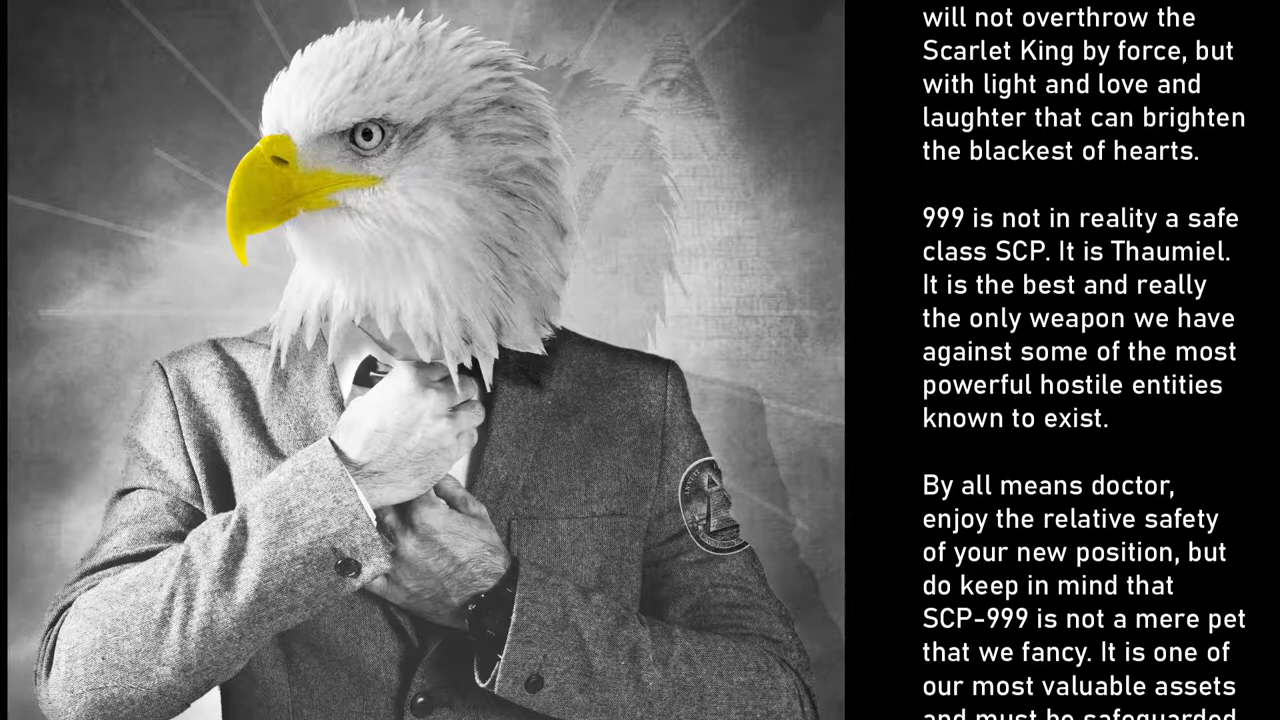 will not overthrow the
Scarlet King by force, but
with light and love and
laughter that can brighten
the blackest of hearts.
999 is not in reality a safe
class SCP. It is Thaumiel.
It is the best and really
the only weapon we have
against some of the most
powerful hostile entities
known to exist.
By all means doctor,
enjoy the relative safety
of your new position, but
do keep in mind that
SCP-999 is not a mere pet
that we fancy. It is one of
our most valuable assets
and must be safeguarded